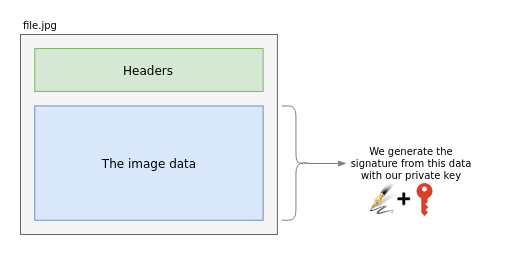 file.jpg
Headers
The image data
We generate the
signature from this data
with our private key